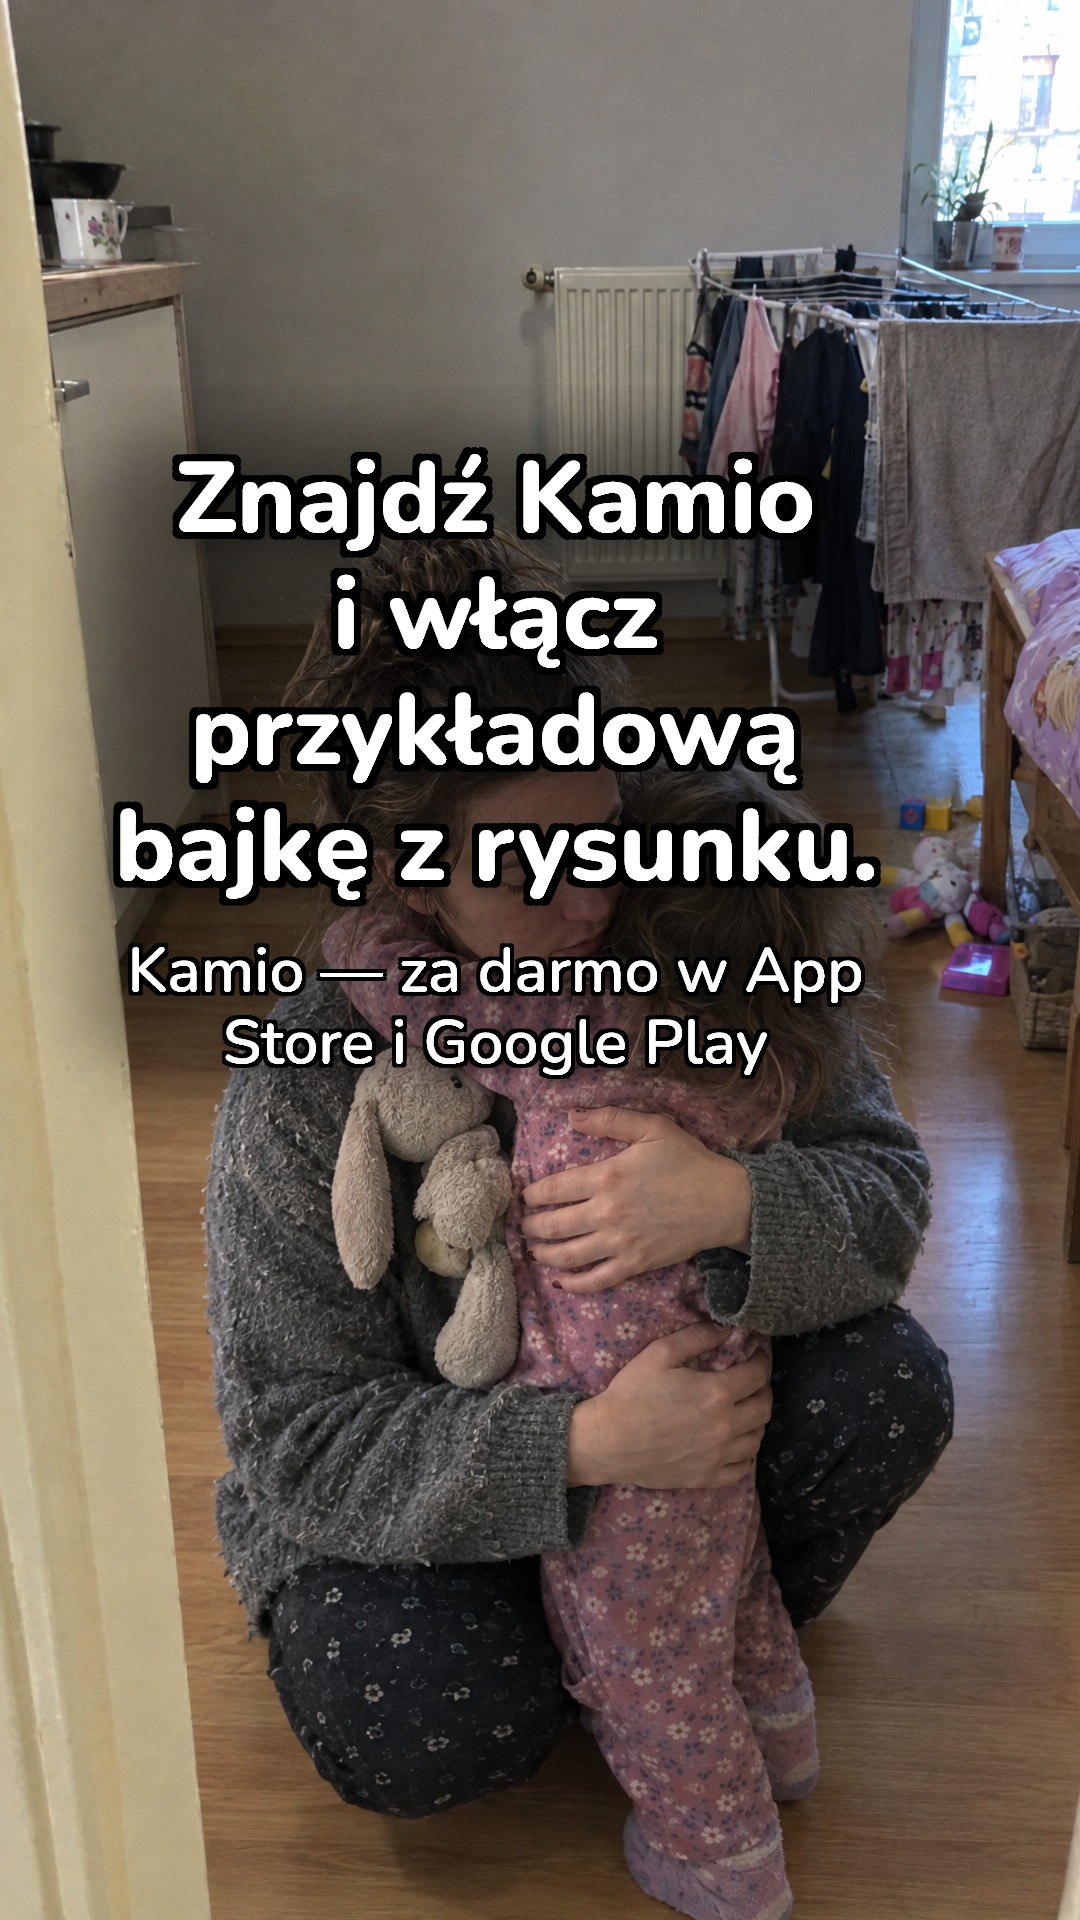 Znajdź Kamio
i włącz
przykładową
bajkę z rysunku.
Kamio — za darmo w App
Store i Google Play